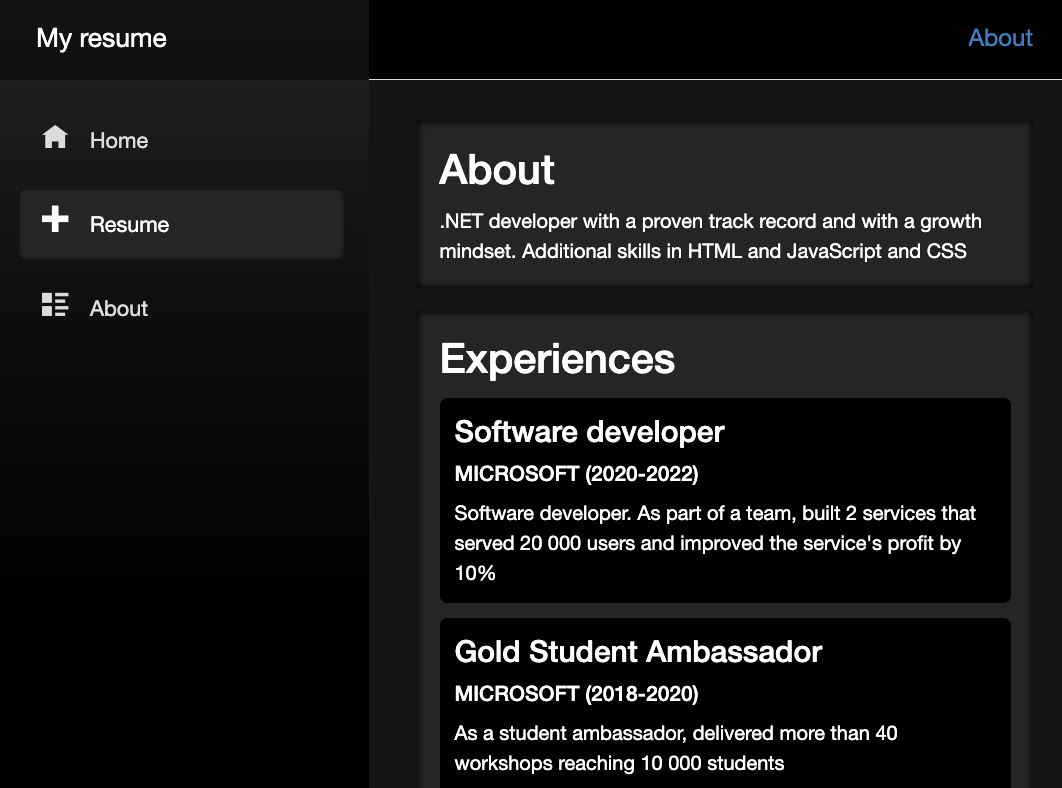 My resume
About
Home
Resume
About
About
.NET developer with a proven track record and with a growth
mindset. Additional skills in HTML and JavaScript and CSS
Experiences
Software developer
MICROSOFT (2020-2022)
Software developer. As part of a team, built 2 services that
served 20 000 users and improved the service's profit by
10%
Gold Student Ambassador
MICROSOFT (2018-2020)
As a student ambassador, delivered more than 40
workshops reaching 10 000 students